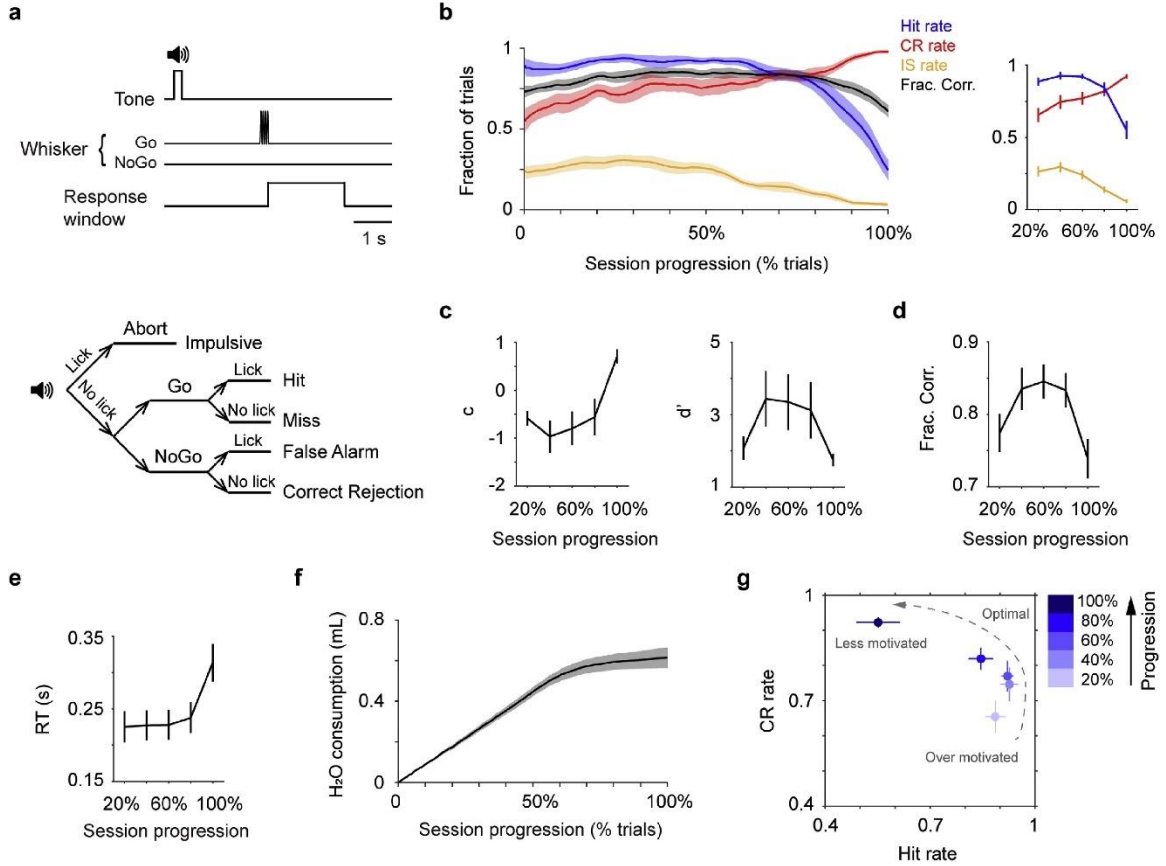 a
Tone
Whisker {
Go
NoGo
Response
window
1 s
Lick
Abort
Impulsive
No lick
Go
Lick
Hit
No lick
Miss
NoGo
Lick
False Alarm
No lick
Correct Rejection
b
Hit rate
CR rate
IS rate
Frac. Corr.
Fraction of trials
1
0.5
0
0
50%
100%
Session progression (% trials)
1
0.5
0
20%
60%
100%
c
c
1
0
-1
-2
20%
60%
100%
Session progression
d'
5
3
1
20%
60%
100%
Session progression
d
Frac. Corr.
0.9
0.8
0.7
20%
60%
100%
Session progression
e
RT (s)
0.35
0.25
0.15
20%
60%
100%
Session progression
f
H₂O consumption (mL)
0.8
0.4
0
0
50%
100%
Session progression (% trials)
g
CR rate
1
0.7
0.4
0.4
0.7
1
Hit rate
Optimal
Less motivated
Over motivated
100%
80%
60%
40%
20%
Progression